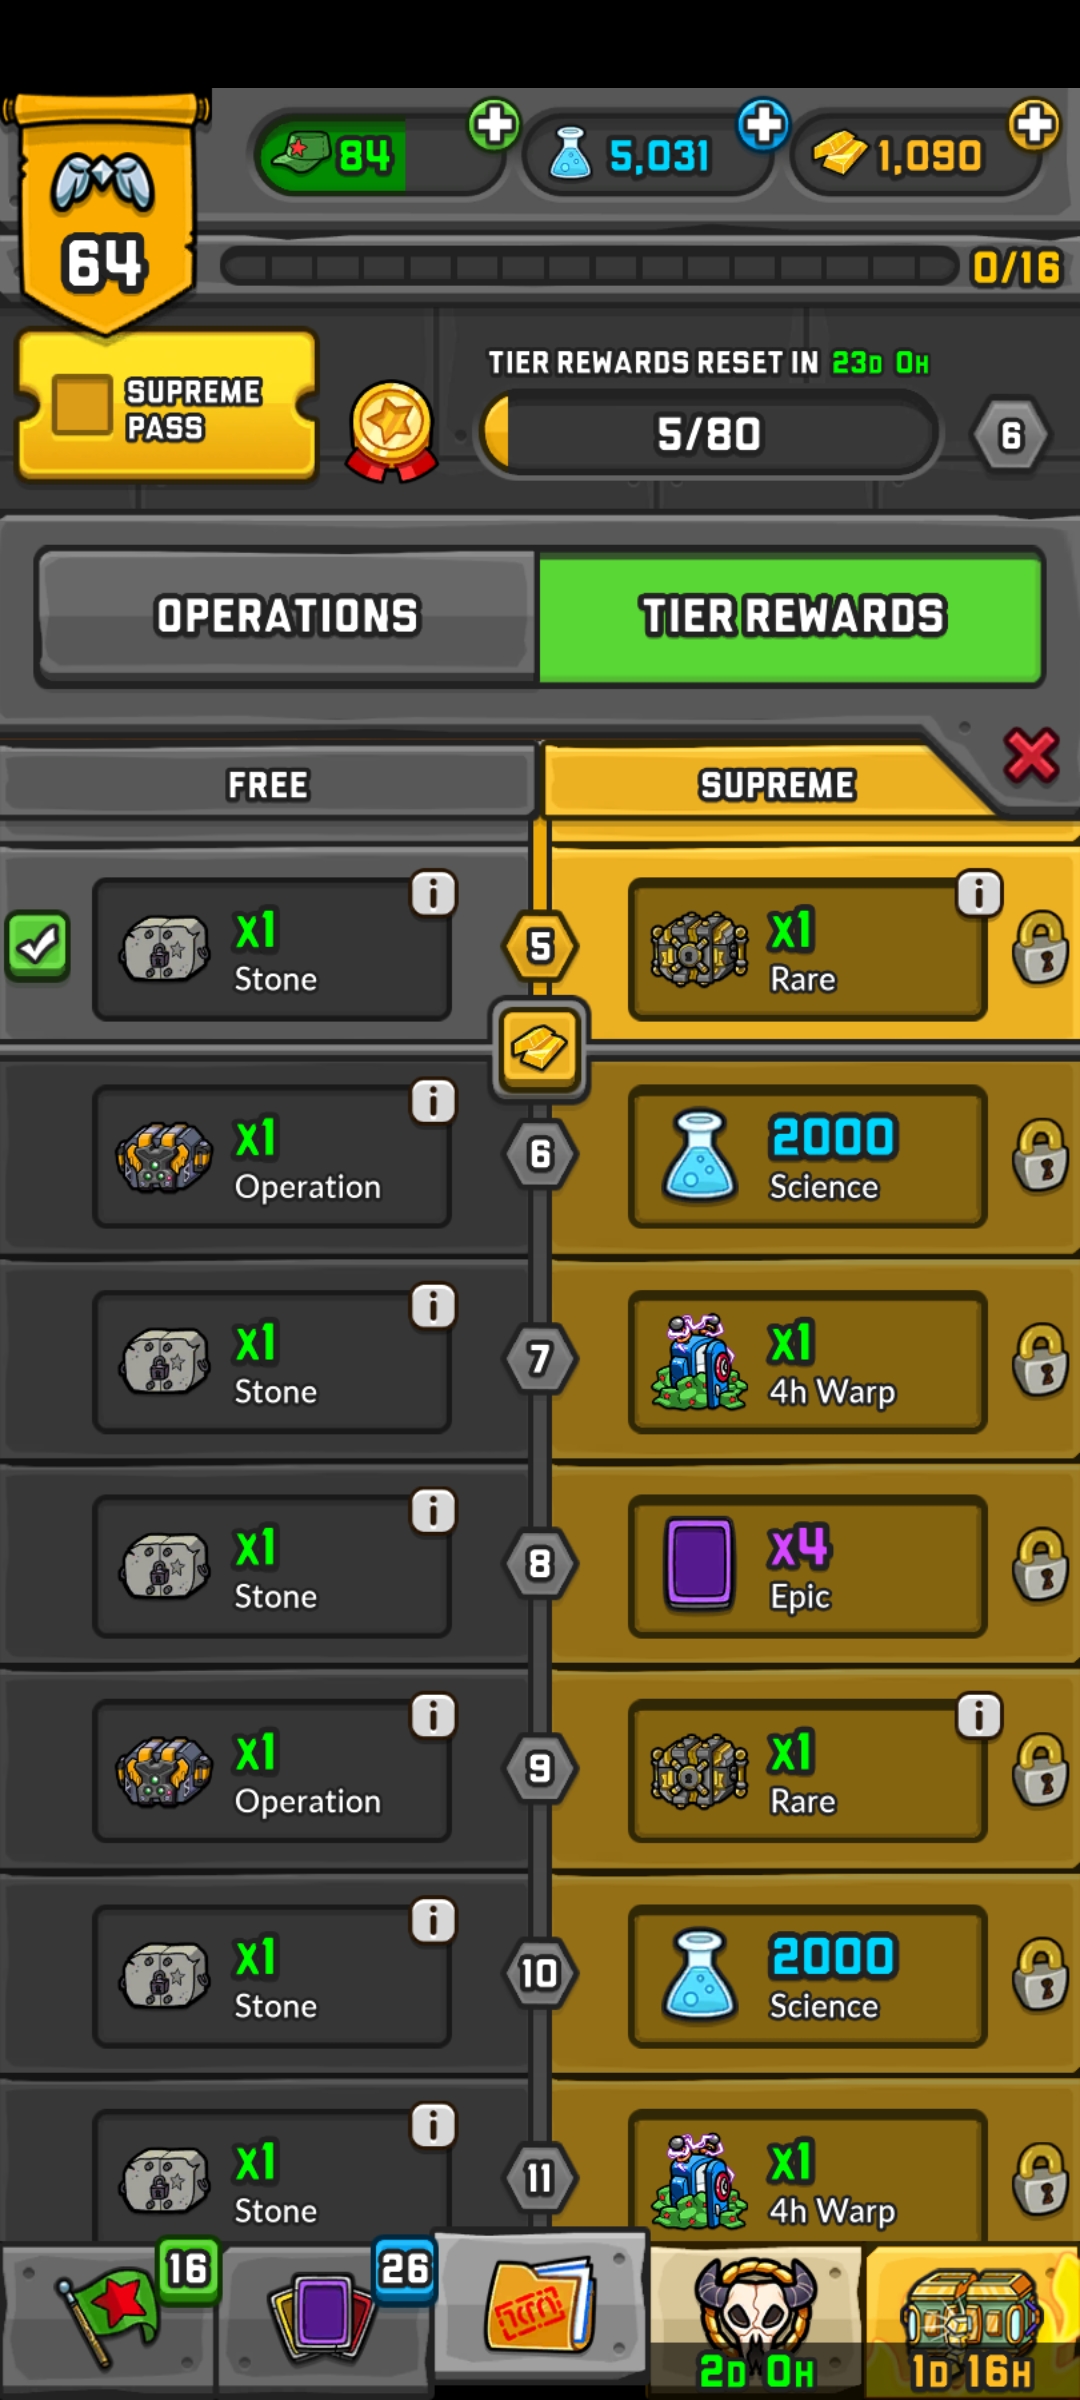 84
5,031
1,090
64
0/16
SUPREME
PASS
TIER REWARDS RESET IN 23D 0H
5/80
6
OPERATIONS
TIER REWARDS
FREE
SUPREME
X1
Stone
5
X1
Rare
X1
Operation
6
2000
Science
X1
Stone
7
X1
4h Warp
X1
Stone
8
X4
Epic
X1
Operation
9
X1
Rare
X1
Stone
10
2000
Science
X1
Stone
11
X1
4h Warp
16
26
2D 0H
1D 16H